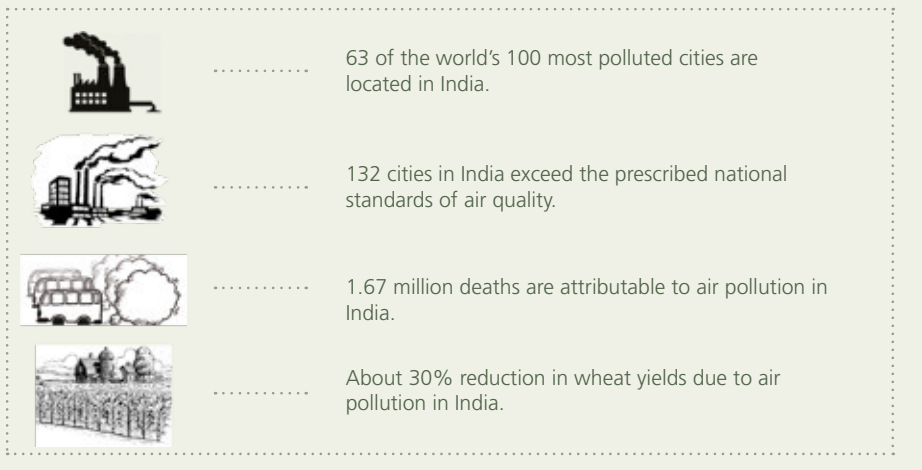 63 of the world's 100 most polluted cities are
located in India.
132 cities in India exceed the prescribed national
standards of air quality.
1.67 million deaths are attributable to air pollution in
India.
About 30% reduction in wheat yields due to air
pollution in India.